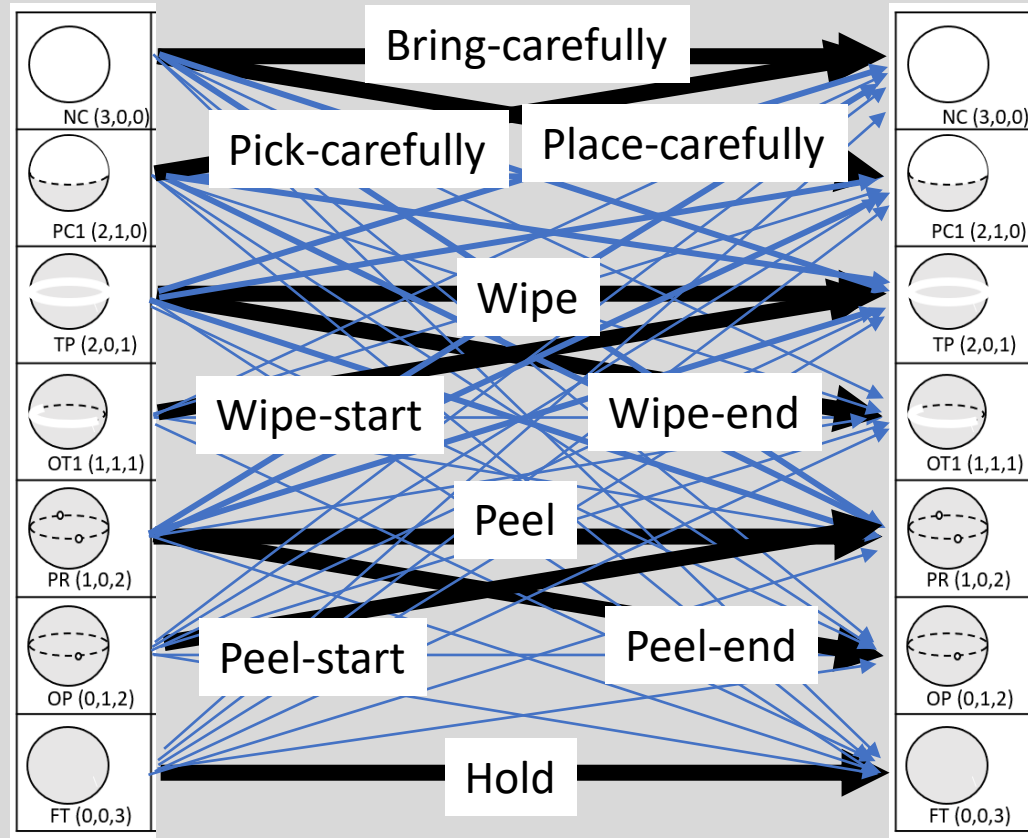 Bring-carefully
NC (3,0,0)
NC (3,0,0)
Pick-carefully
Place-carefully
PC1 (2,1,0)
PC1 (2,1,0)
Wipe
TP (2,0,1)
TP (2,0,1)
Wipe-start
Wipe-end
OT1 (1,1,1)
OT1 (1,1,1)
Peel
PR (1,0,2)
PR (1,0,2)
Peel-start
Peel-end
OP (0,1,2)
OP (0,1,2)
Hold
FT (0,0,3)
FT (0,0,3)